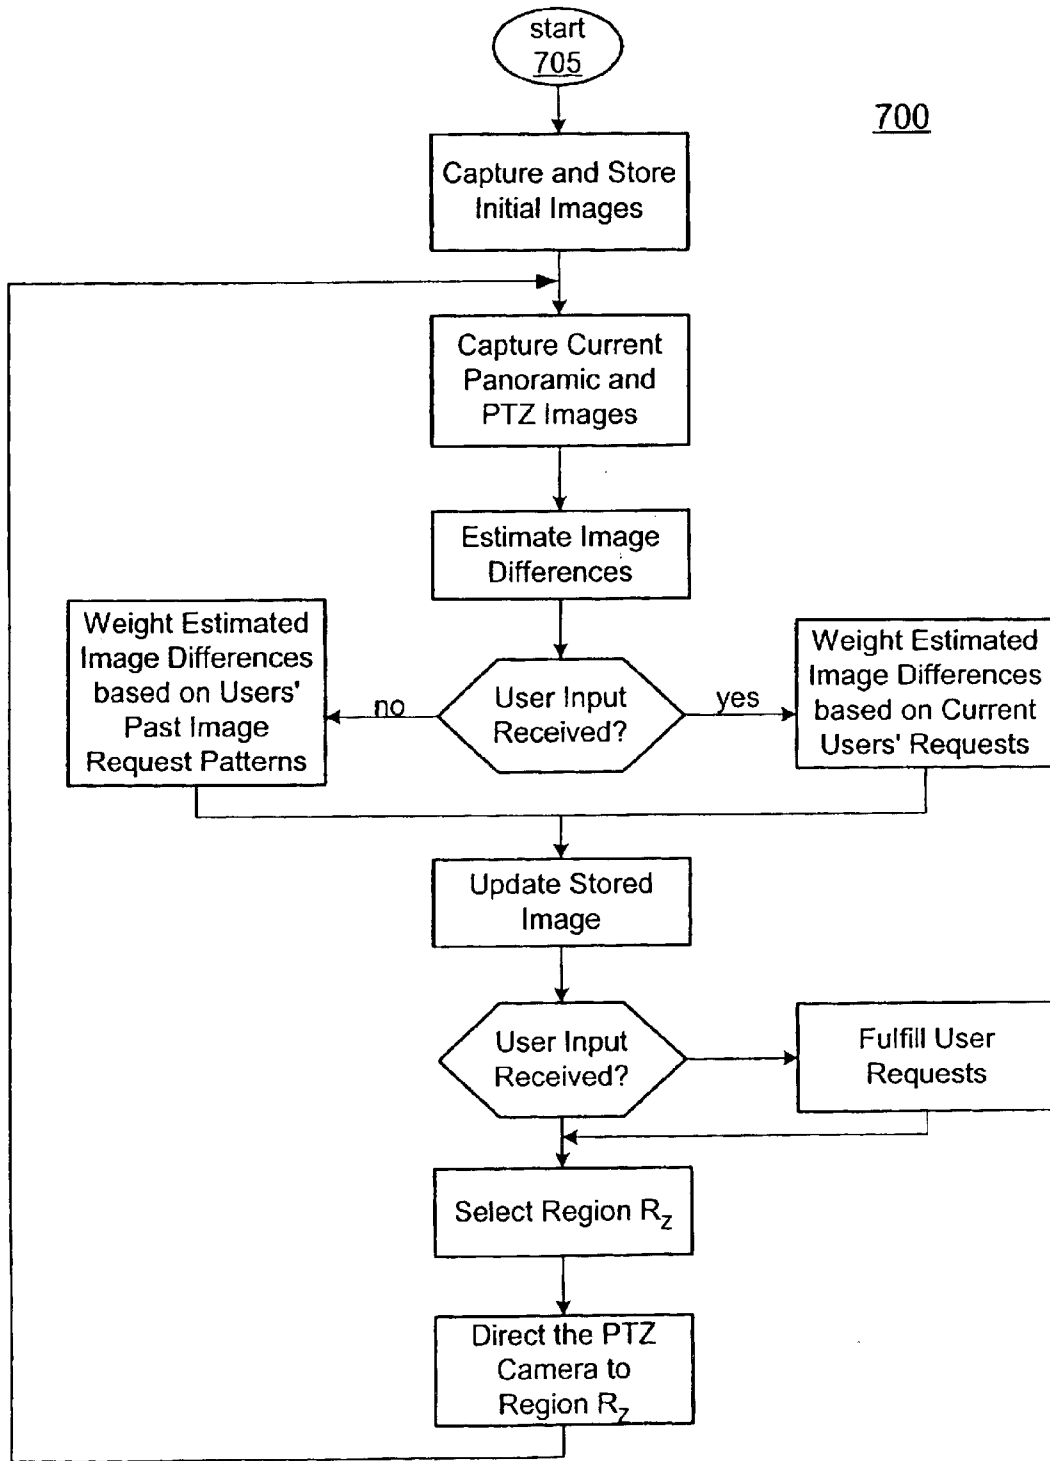 start
705
700
Capture and Store
Initial Images
Capture Current
Panoramic and
PTZ Images
Estimate Image
Differences
Weight Estimated
Image Differences
based on Users'
Past Image
Request Patterns
no
User Input
Received?
yes
Weight Estimated
Image Differences
based on Current
Users' Requests
Update Stored
Image
User Input
Received?
Fulfill User
Requests
Select Region Rz
Direct the PTZ
Camera to
Region Rz